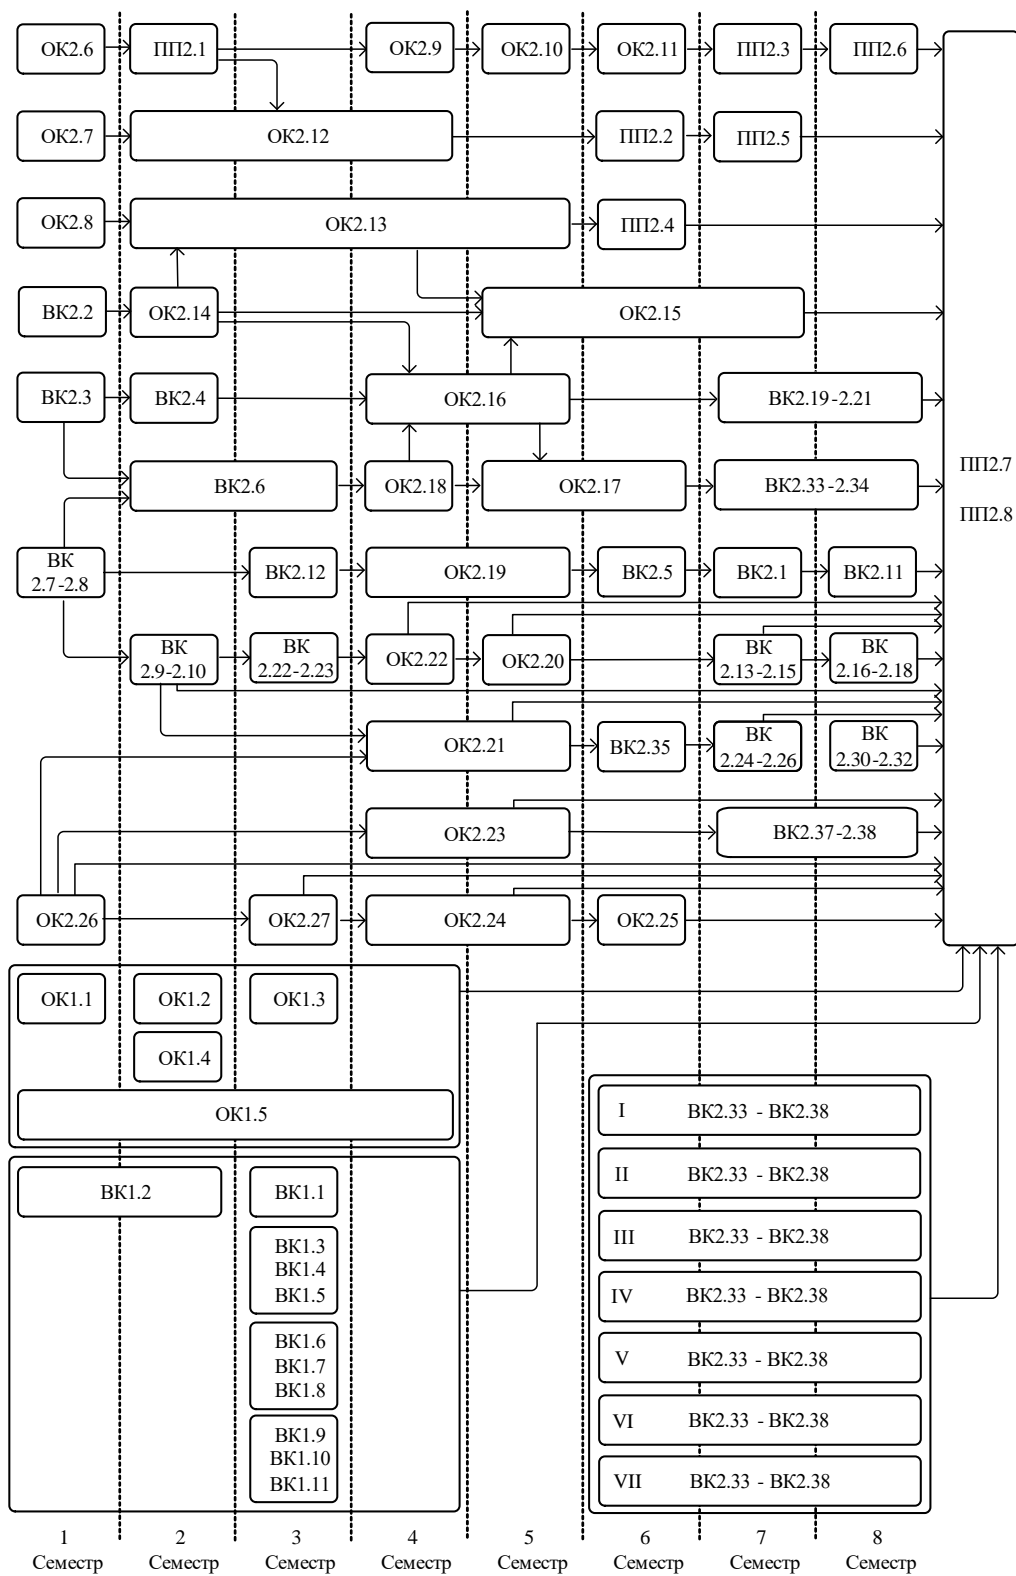 ОК2.6
ПП2.1
ОК2.9
ОК2.10
ОК2.11
ПП2.3
ПП2.6
ОК2.7
ОК2.12
ПП2.2
ПП2.5
ОК2.8
ОК2.13
ПП2.4
ВК2.2
ОК2.14
ОК2.15
ВК2.3
ВК2.4
ОК2.16
ВК2.19-2.21
ВК2.6
ОК2.18
ОК2.17
ВК2.33-2.34
ПП2.7
ПП2.8
ВК
2.7-2.8
ВК2.12
ОК2.19
ВК2.5
ВК2.1
ВК2.11
ВК
2.9-2.10
ВК
2.22-2.23
ОК2.22
ОК2.20
ВК
2.13-2.15
ВК
2.16-2.18
ОК2.21
ВК2.35
ВК
2.24-2.26
ВК
2.30-2.32
ОК2.23
ВК2.37-2.38
ОК2.26
ОК2.27
ОК2.24
ОК2.25
ОК1.1
ОК1.2
ОК1.3
ОК1.4
ОК1.5
ВК1.2
ВК1.1
ВК1.3
ВК1.4
ВК1.5
ВК1.6
ВК1.7
ВК1.8
ВК1.9
ВК1.10
ВК1.11
I ВК2.33 - ВК2.38
II ВК2.33 - ВК2.38
III ВК2.33 - ВК2.38
IV ВК2.33 - ВК2.38
V ВК2.33 - ВК2.38
VI ВК2.33 - ВК2.38
VII ВК2.33 - ВК2.38
1
Семестр
2
Семестр
3
Семестр
4
Семестр
5
Семестр
6
Семестр
7
Семестр
8
Семестр